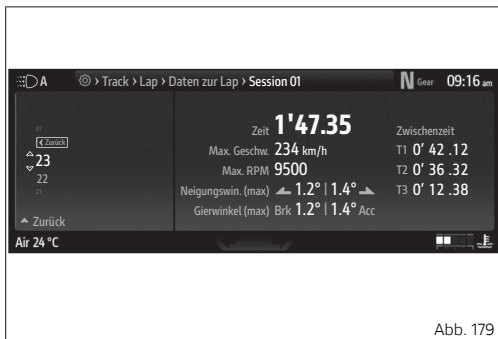 A
> Track > Lap > Daten zur Lap > Session 01
N Gear
09:16 am
01
Zurück
23
22
21
Zurück
Zeit 1'47.35
Max. Geschw. 234 km/h
Max. RPM 9500
Neigungswin. (max) 1.2° | 1.4°
Gierwinkel (max) Brk 1.2° | 1.4° Acc
Zwischenzeit
T1 0' 42 .12
T2 0' 36 .32
T3 0' 12 .38
Air 24 °C
Abb. 179